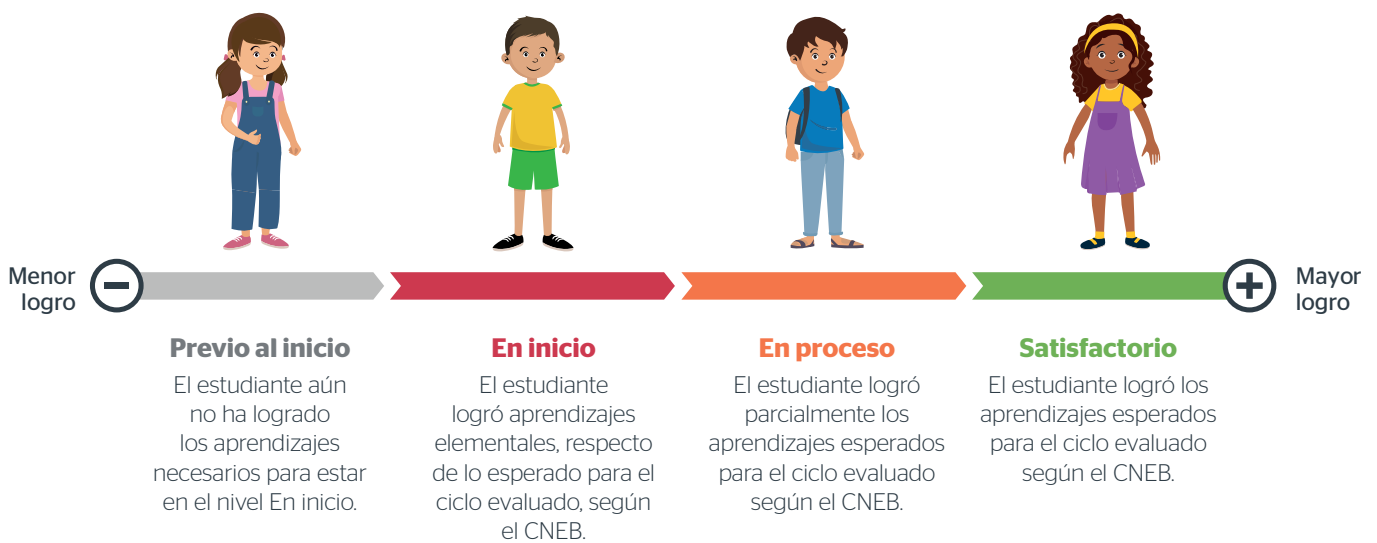 Menor
logro
Mayor
logro
Previo al inicio
El estudiante aún
no ha logrado
los aprendizajes
necesarios para estar
en el nivel En inicio.
En inicio
El estudiante
logró aprendizajes
elementales, respecto
de lo esperado para el
ciclo evaluado, según
el CNEB.
En proceso
El estudiante logró
parcialmente los
aprendizajes esperados
para el ciclo evaluado
según el CNEB.
Satisfactorio
El estudiante logró los
aprendizajes esperados
para el ciclo evaluado
según el CNEB.